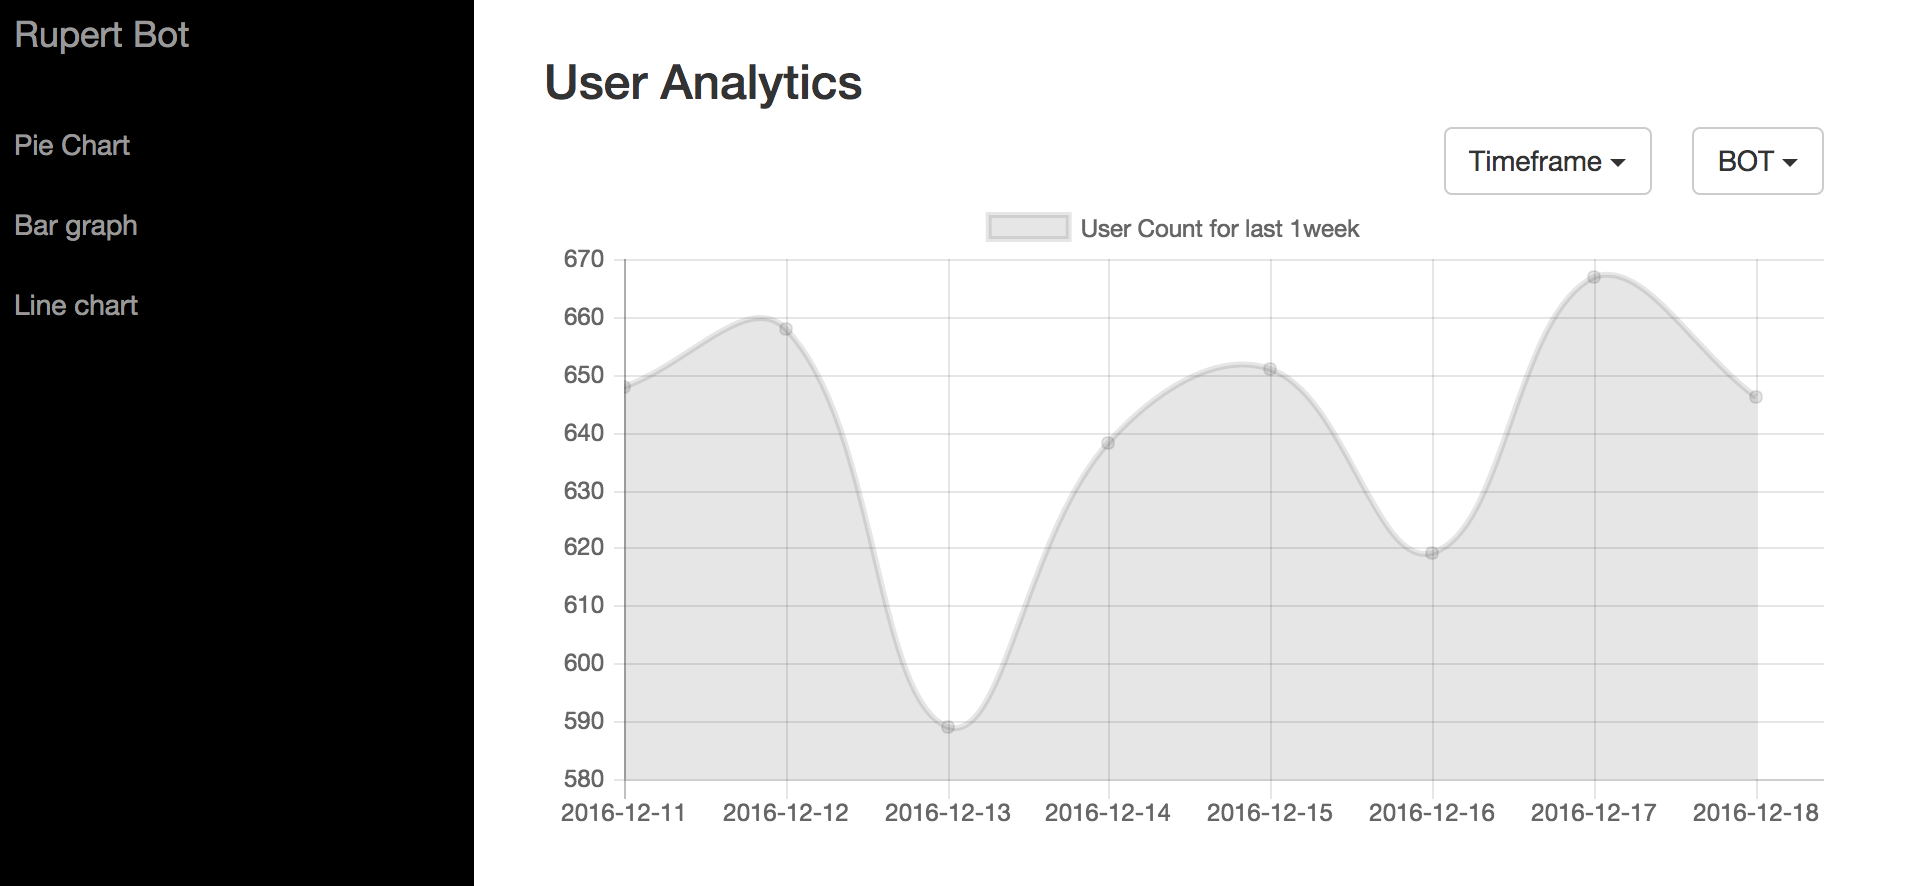 Rupert Bot
Pie Chart
Bar graph
Line chart
User Analytics
Timeframe
BOT
User Count for last 1week
670
660
650
640
630
620
610
600
590
580
2016-12-11 2016-12-12 2016-12-13 2016-12-14 2016-12-15 2016-12-16 2016-12-17 2016-12-18